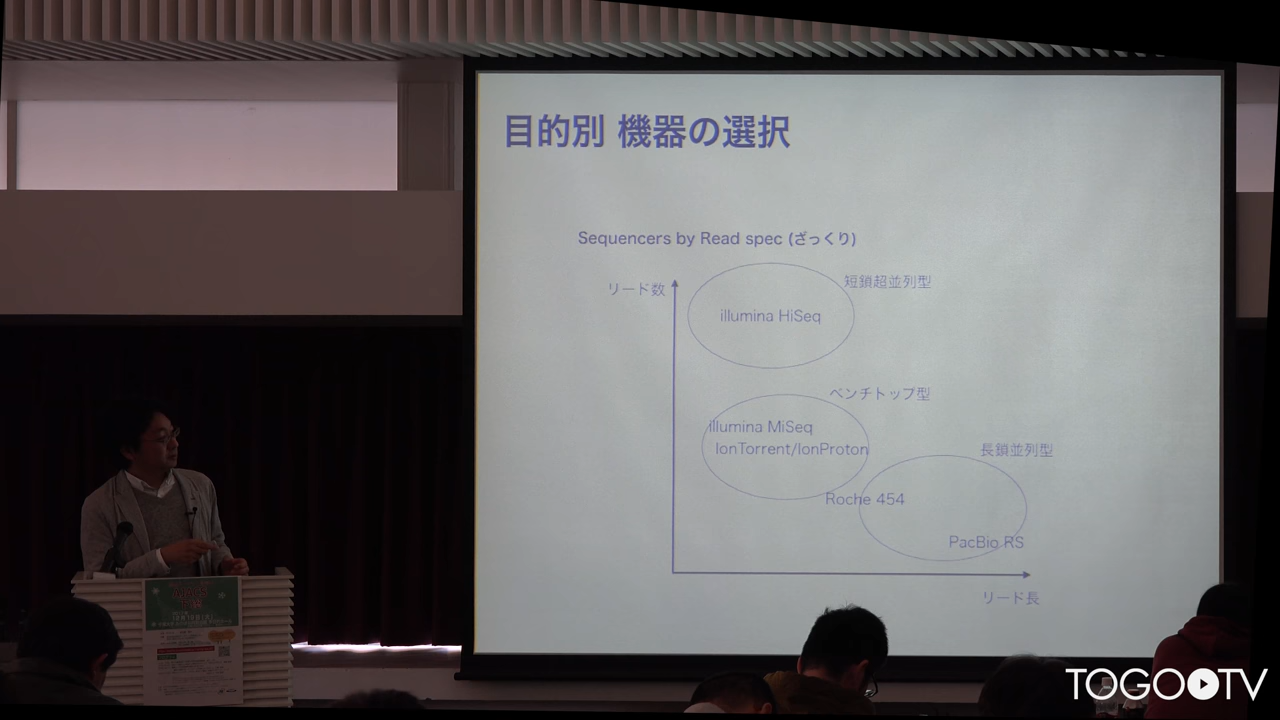 目的別 機器の選択
Sequencers by Read spec (ざっくり)
リード数
短鎖超並列型
illumina HiSeq
ベンチトップ型
illumina MiSeq
IonTorrent/IonProton
長鎖並列型
Roche 454
PacBio RS
リード長
TOGOTV